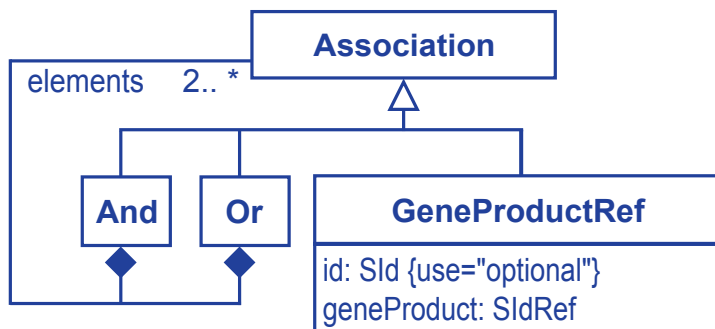 Association
elements 2.. *
And Or GeneProductRef
id: SId {use="optional"}
geneProduct: SIdRef